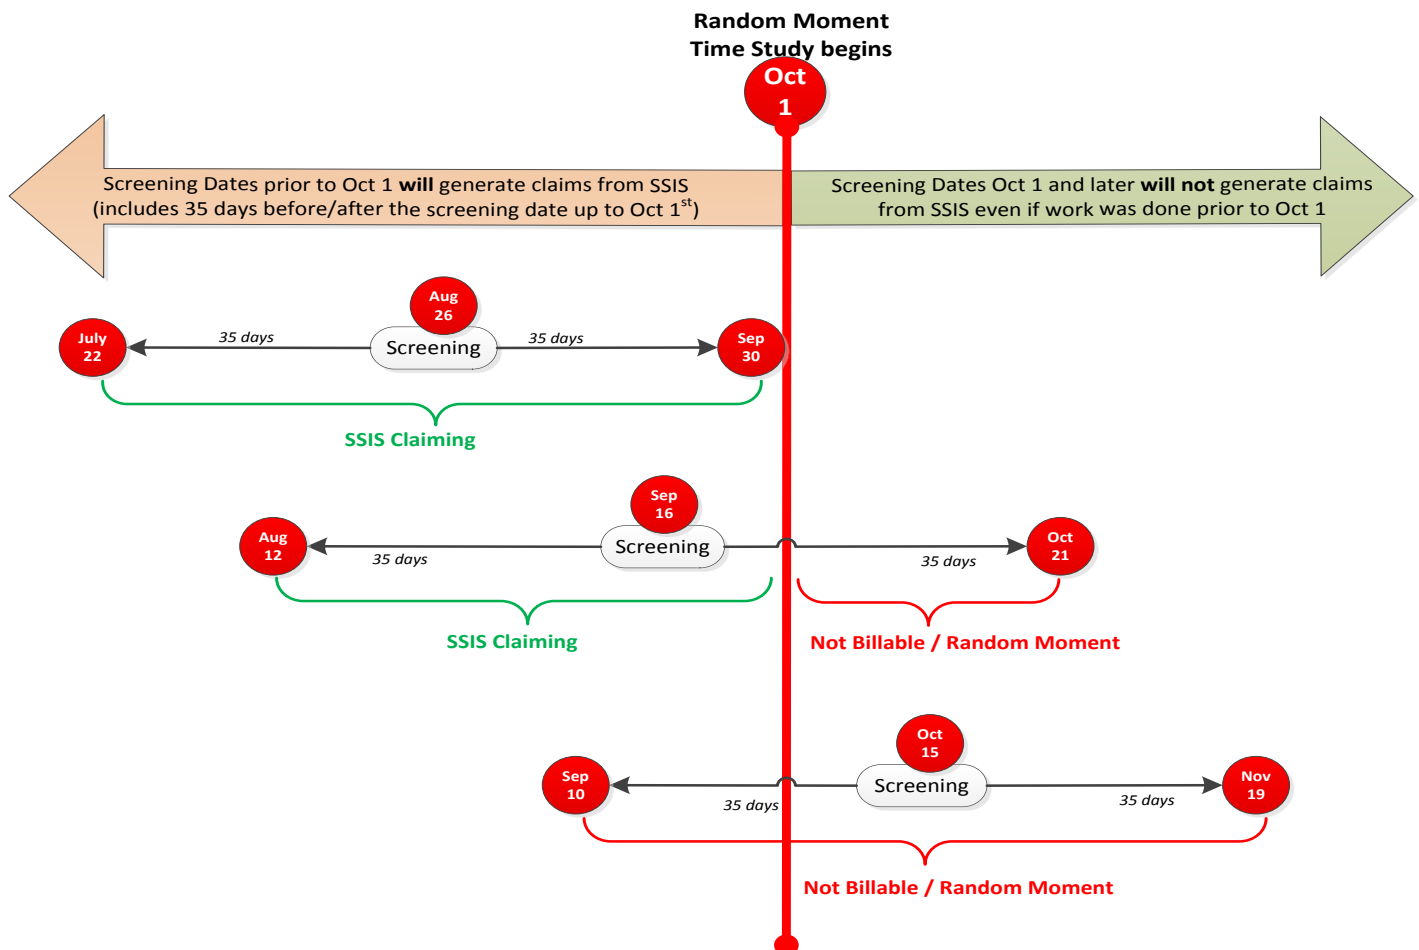 Random Moment
Time Study begins
Oct
1
Screening Dates prior to Oct 1 will generate claims from SSIS
(includes 35 days before/after the screening date up to Oct 1st)
Screening Dates Oct 1 and later will not generate claims
from SSIS even if work was done prior to Oct 1
Aug
26
July
22
35 days
Screening
35 days
Sep
30
SSIS Claiming
Sep
16
Aug
12
35 days
Screening
35 days
Oct
21
SSIS Claiming
Not Billable / Random Moment
Oct
15
Sep
10
35 days
Screening
35 days
Nov
19
Not Billable / Random Moment